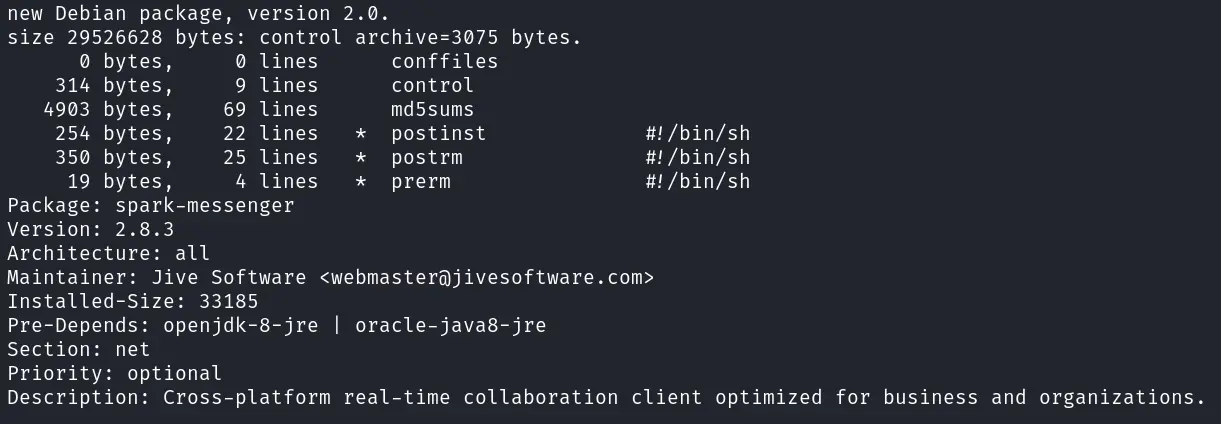 new Debian package, version 2.0.
size 29526628 bytes: control archive=3075 bytes.
      0 bytes,     0 lines      conffiles
    314 bytes,     9 lines      control
   4903 bytes,    69 lines      md5sums
    254 bytes,    22 lines   *  postinst             #!/bin/sh
    350 bytes,    25 lines   *  postrm               #!/bin/sh
     19 bytes,     4 lines   *  prerm                #!/bin/sh
Package: spark-messenger
Version: 2.8.3
Architecture: all
Maintainer: Jive Software <webmaster@jivesoftware.com>
Installed-Size: 33185
Pre-Depends: openjdk-8-jre | oracle-java8-jre
Section: net
Priority: optional
Description: Cross-platform real-time collaboration client optimized for business and organizations.